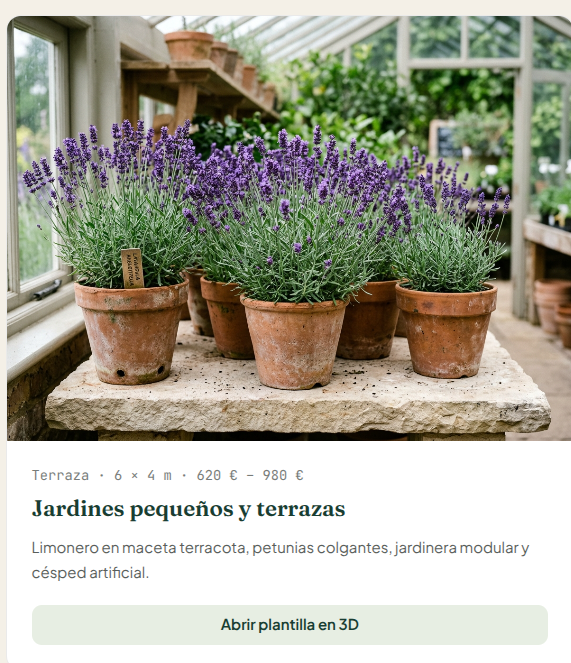 Terraza · 6 × 4 m · 620 € – 980 €
Jardines pequeños y terrazas
Limonero en maceta terracota, petunias colgantes, jardinera modular y
césped artificial.
Abrir plantilla en 3D